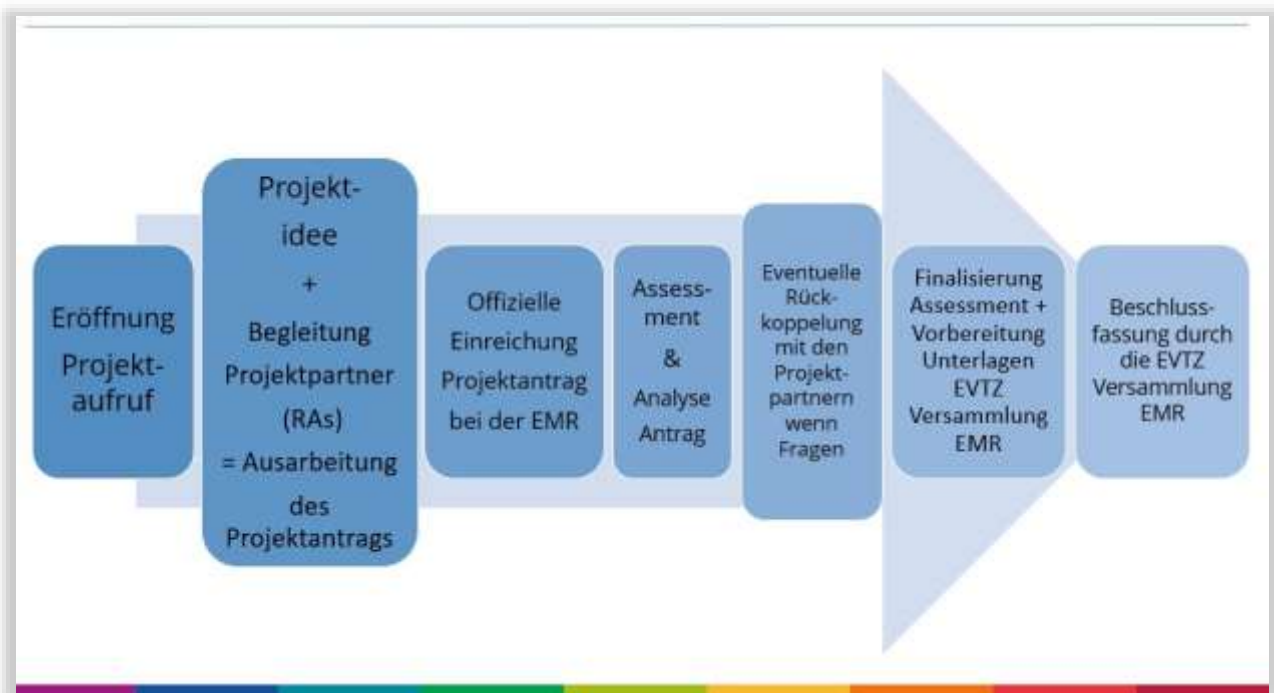 Eröffnung
Projekt-
aufruf
Projekt-
idee
+
Begleitung
Projektpartner
(RAs)
= Ausarbeitung
des
Projektantrags
Offizielle
Einreichung
Projektantrag
bei der EMR
Assess-
ment
&
Analyse
Antrag
Eventuelle
Rück-
koppelung
mit den
Projekt-
partnern
wenn
Fragen
Finalisierung
Assessment +
Vorbereitung
Unterlagen
EVTZ
Versammlung
EMR
Beschluss-
fassung durch
die EVTZ
Versammlung
EMR